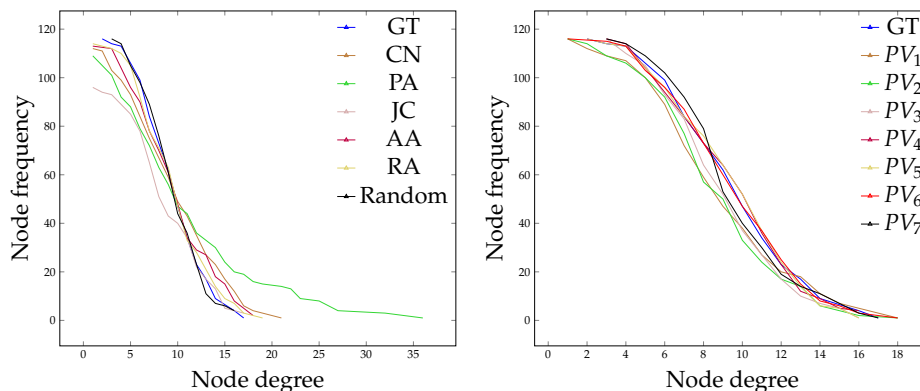 120
100
80
60
40
20
0
0 5 10 15 20 25 30 35
Node degree
Node frequency
GT
CN
PA
JC
AA
RA
Random
120
100
80
60
40
20
0
0 2 4 6 8 10 12 14 16 18
Node degree
Node frequency
GT
PV1
PV2
PV3
PV4
PV5
PV6
PV7